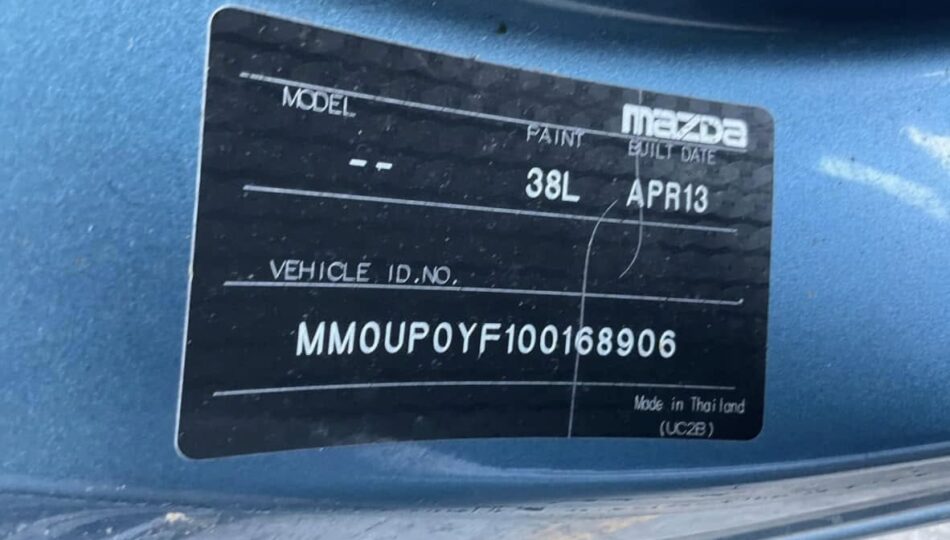 MODEL PAINT mazda
BUILT DATE
-- 38L APR13
VEHICLE ID.NO.
MM0UP0YF100168906
Made in Thailand
(UC2B)